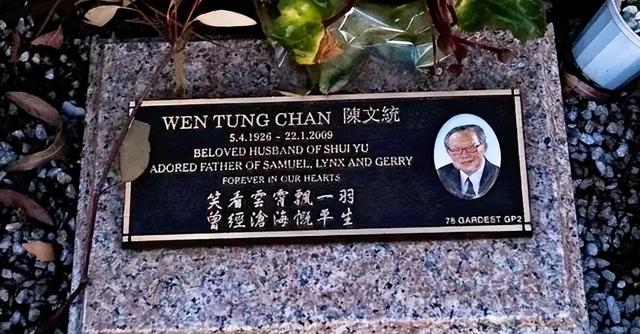 WEN TUNG CHAN 陳文統
5.4.1926 - 22.1.2009
BELOVED HUSBAND OF SHUI YU
ADORED FATHER OF SAMUEL, LYNX AND GERRY
FOREVER IN OUR HEARTS
笑看雲霄飄一羽
曾經滄海慨平生
78 GARDEST GP2